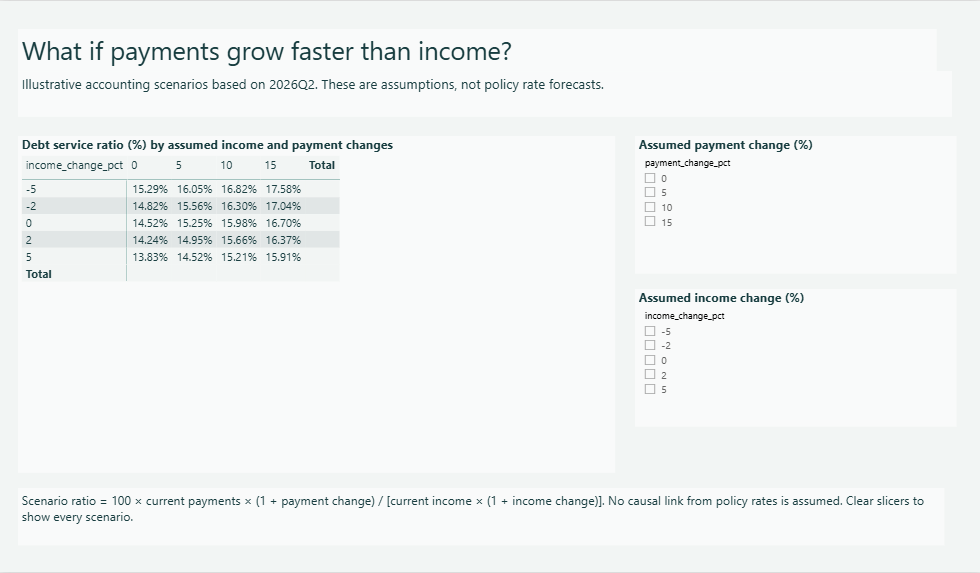 What if payments grow faster than income?
Illustrative accounting scenarios based on 2026Q2. These are assumptions, not policy rate forecasts.
Debt service ratio (%) by assumed income and payment changes
income_change_pct 0 5 10 15 Total
-5 15.29% 16.05% 16.82% 17.58%
-2 14.82% 15.56% 16.30% 17.04%
0 14.52% 15.25% 15.98% 16.70%
2 14.24% 14.95% 15.66% 16.37%
5 13.83% 14.52% 15.21% 15.91%
Total
Assumed payment change (%)
payment_change_pct
0
5
10
15
Assumed income change (%)
income_change_pct
-5
-2
0
2
5
Scenario ratio = 100 × current payments × (1 + payment change) / [current income × (1 + income change)]. No causal link from policy rates is assumed. Clear slicers to
show every scenario.